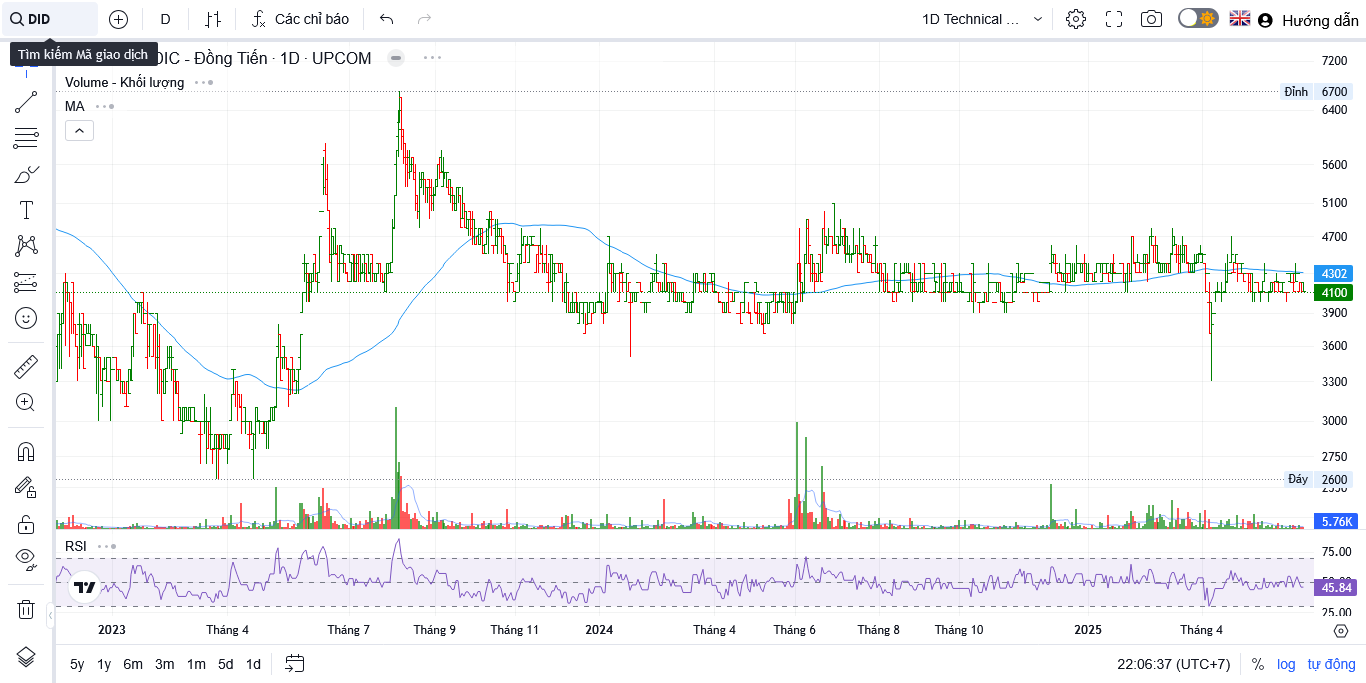 DID
D
Các chỉ báo
1D Technical ...
Hướng dẫn
Tìm kiếm Mã giao dịch
DIC - Đồng Tiến · 1D · UPCOM
Volume - Khối lượng
MA
7200
Đỉnh 6700
6400
5600
5100
4700
4302
4100
3900
3600
3300
3000
2750
Đáy 2600
5.76K
RSI
75.00
45.84
25.00
2023
Tháng 4
Tháng 7
Tháng 9
Tháng 11
2024
Tháng 4
Tháng 6
Tháng 8
Tháng 10
2025
Tháng 4
5y 1y 6m 3m 1m 5d 1d
22:06:37 (UTC+7)
% log tự động